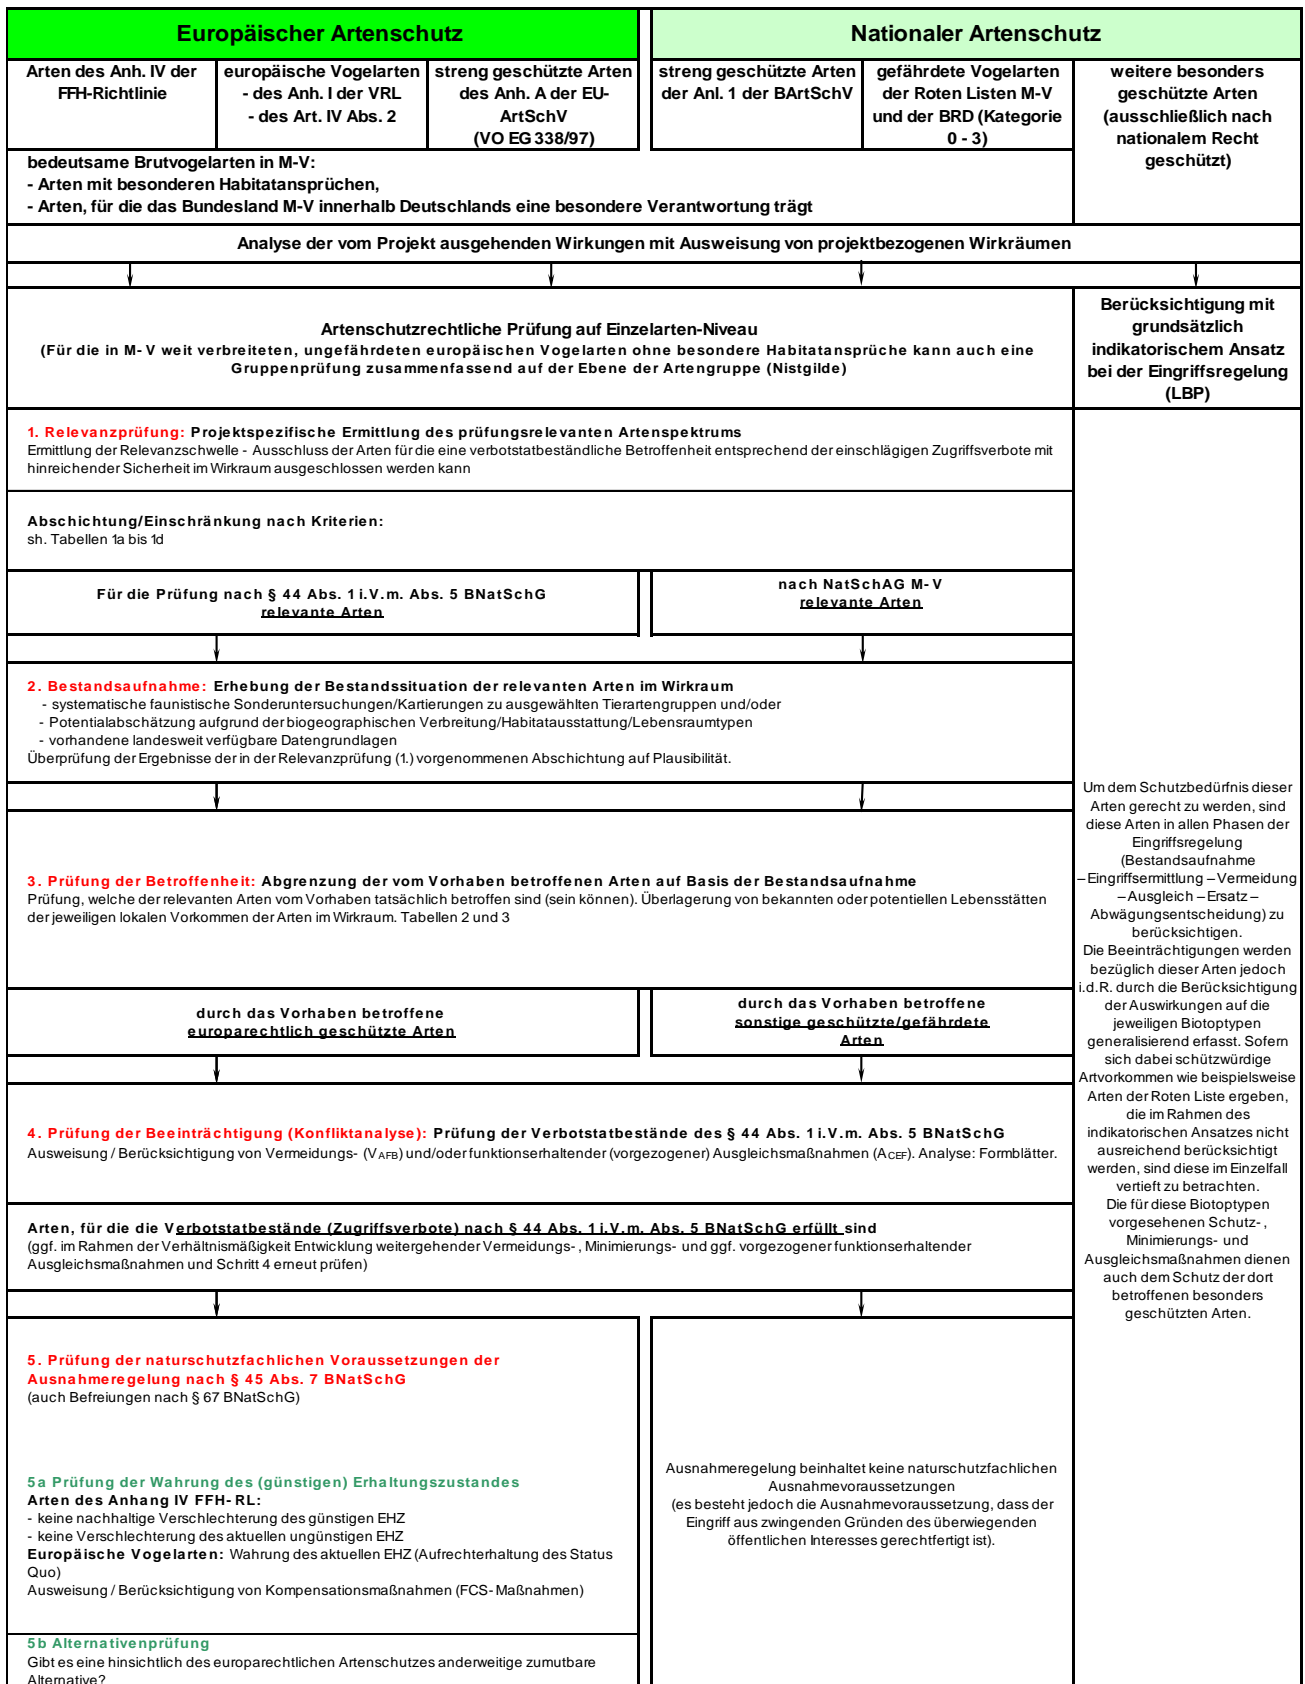 Europäischer Artenschutz
Nationaler Artenschutz
Arten des Anh. IV der
FFH-Richtlinie
europäische Vogelarten
- des Anh. I der VRL
- des Art. IV Abs. 2
streng geschützte Arten
des Anh. A der EU-
ArtSchV
(VO EG 338/97)
streng geschützte Arten
der Anl. 1 der BArtSchV
gefährdete Vogelarten
der Roten Listen M-V
und der BRD (Kategorie
0 - 3)
weitere besonders
geschützte Arten
(ausschließlich nach
nationalem Recht
geschützt)
bedeutsame Brutvogelarten in M-V:
- Arten mit besonderen Habitatansprüchen,
- Arten, für die das Bundesland M-V innerhalb Deutschlands eine besondere Verantwortung trägt
Analyse der vom Projekt ausgehenden Wirkungen mit Ausweisung von projektbezogenen Wirkräumen
Artenschutzrechtliche Prüfung auf Einzelarten-Niveau
(Für die in M-V weit verbreiteten, ungefährdeten europäischen Vogelarten ohne besondere Habitatansprüche kann auch eine
Gruppenprüfung zusammenfassend auf der Ebene der Artengruppe (Nistgilde)
Berücksichtigung mit
grundsätzlich
indikatorischem Ansatz
bei der Eingriffsregelung
(LBP)
1. Relevanzprüfung: Projektspezifische Ermittlung des prüfungsrelevanten Artenspektrums
Ermittlung der Relevanzschwelle - Ausschluss der Arten für die eine verbotstatbeständliche Betroffenheit entsprechend der einschlägigen Zugriffsverbote mit
hinreichender Sicherheit im Wirkraum ausgeschlossen werden kann
Abschichtung/Einschränkung nach Kriterien:
sh. Tabellen 1a bis 1d
Für die Prüfung nach § 44 Abs. 1 i.V.m. Abs. 5 BNatSchG
relevante Arten
nach NatSchAG M-V
relevante Arten
2. Bestandsaufnahme: Erhebung der Bestandssituation der relevanten Arten im Wirkraum
- systematische faunistische Sonderuntersuchungen/Kartierungen zu ausgewählten Tierartengruppen und/oder
- Potentialabschätzung aufgrund der biogeographischen Verbreitung/Habitatausstattung/Lebensraumtypen
- vorhandene landesweit verfügbare Datengrundlagen
Überprüfung der Ergebnisse der in der Relevanzprüfung (1.) vorgenommenen Abschichtung auf Plausibilität.
3. Prüfung der Betroffenheit: Abgrenzung der vom Vorhaben betroffenen Arten auf Basis der Bestandsaufnahme
Prüfung, welche der relevanten Arten vom Vorhaben tatsächlich betroffen sind (sein können). Überlagerung von bekannten oder potentiellen Lebensstätten
der jeweiligen lokalen Vorkommen der Arten im Wirkraum. Tabellen 2 und 3
durch das Vorhaben betroffene
europarechtlich geschützte Arten
durch das Vorhaben betroffene
sonstige geschützte/gefährdete
Arten
4. Prüfung der Beeinträchtigung (Konfliktanalyse): Prüfung der Verbotstatbestände des § 44 Abs. 1 i.V.m. Abs. 5 BNatSchG
Ausweisung / Berücksichtigung von Vermeidungs- (VAFB) und/oder funktionserhaltender (vorgezogener) Ausgleichsmaßnahmen (ACEF). Analyse: Formblätter.
Arten, für die die Verbotstatbestände (Zugriffsverbote) nach § 44 Abs. 1 i.V.m. Abs. 5 BNatSchG erfüllt sind
(ggf. im Rahmen der Verhältnismäßigkeit Entwicklung weitergehender Vermeidungs-, Minimierungs- und ggf. vorgezogener funktionserhaltender
Ausgleichsmaßnahmen und Schritt 4 erneut prüfen)
Um dem Schutzbedürfnis dieser
Arten gerecht zu werden, sind
diese Arten in allen Phasen der
Eingriffsregelung
(Bestandsaufnahme
– Eingriffsermittlung – Vermeidung
– Ausgleich – Ersatz –
Abwägungsentscheidung) zu
berücksichtigen.
Die Beeinträchtigungen werden
bezüglich dieser Arten jedoch
i.d.R. durch die Berücksichtigung
der Auswirkungen auf die
jeweiligen Biotoptypen
generalisierend erfasst. Sofern
sich dabei schützwürdige
Artvorkommen wie beispielsweise
Arten der Roten Liste ergeben,
die im Rahmen des
indikatorischen Ansatzes nicht
ausreichend berücksichtigt
werden, sind diese im Einzelfall
vertieft zu betrachten.
Die für diese Biotoptypen
vorgesehenen Schutz-,
Minimierungs- und
Ausgleichsmaßnahmen dienen
auch dem Schutz der dort
betroffenen besonders
geschützten Arten.
5. Prüfung der naturschutzfachlichen Voraussetzungen der
Ausnahmeregelung nach § 45 Abs. 7 BNatSchG
(auch Befreiungen nach § 67 BNatSchG)
5a Prüfung der Wahrung des (günstigen) Erhaltungszustandes
Arten des Anhang IV FFH-RL:
- keine nachhaltige Verschlechterung des günstigen EHZ
- keine Verschlechterung des aktuellen ungünstigen EHZ
Europäische Vogelarten: Wahrung des aktuellen EHZ (Aufrechterhaltung des Status
Quo)
Ausweisung / Berücksichtigung von Kompensationsmaßnahmen (FCS-Maßnahmen)
Ausnahmeregelung beinhaltet keine naturschutzfachlichen
Ausnahmevoraussetzungen
(es besteht jedoch die Ausnahmevoraussetzung, dass der
Eingriff aus zwingenden Gründen des überwiegenden
öffentlichen Interesses gerechtfertigt ist).
5b Alternativenprüfung
Gibt es eine hinsichtlich des europarechtlichen Artenschutzes anderweitige zumutbare
Alternative?